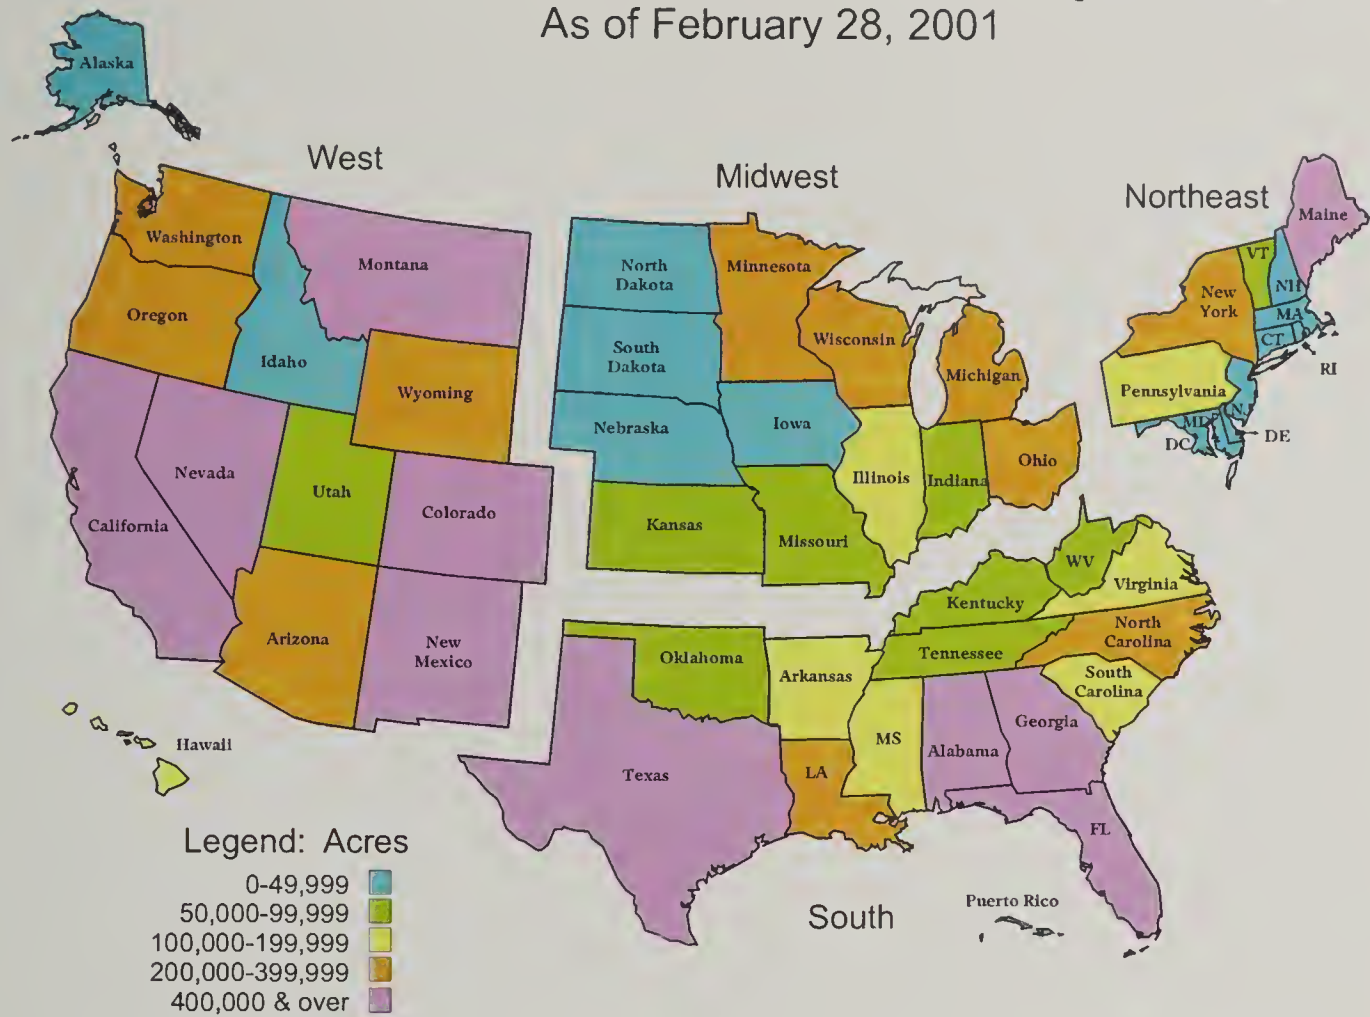 As of February 28, 2001
Alaska
West
Midwest
Northeast
Washington
Oregon
Idaho
Montana
Wyoming
California
Nevada
Utah
Colorado
Arizona
New
Mexico
Hawaii
North
Dakota
South
Dakota
Nebraska
Kansas
Minnesota
Iowa
Missouri
Wisconsin
Illinois
Michigan
Indiana
Ohio
Maine
VT
NH
New
York
MA
CT
RI
Pennsylvania
NJ
MD
DC
DE
WV
Virginia
Kentucky
Tennessee
North
Carolina
South
Carolina
Oklahoma
Arkansas
Texas
LA
MS
Alabama
Georgia
FL
Puerto Rico
South
Legend: Acres
0-49,999
50,000-99,999
100,000-199,999
200,000-399,999
400,000 & over